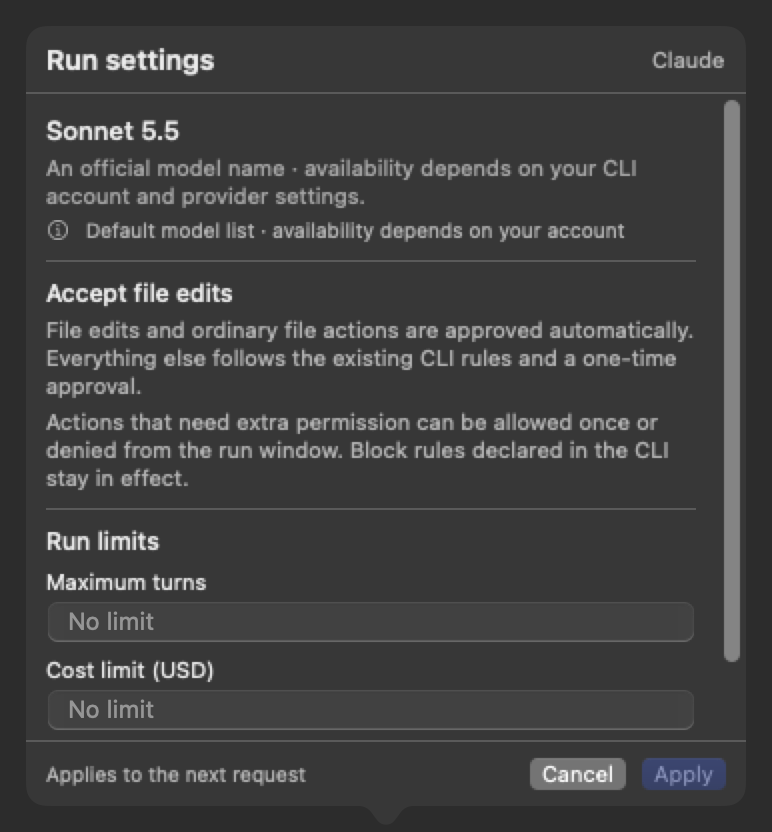 Run settings
Claude
Sonnet 5.5
An official model name · availability depends on your CLI
account and provider settings.
Default model list · availability depends on your account
Accept file edits
File edits and ordinary file actions are approved automatically.
Everything else follows the existing CLI rules and a one-time
approval.
Actions that need extra permission can be allowed once or
denied from the run window. Block rules declared in the CLI
stay in effect.
Run limits
Maximum turns
No limit
Cost limit (USD)
No limit
Applies to the next request
Cancel
Apply